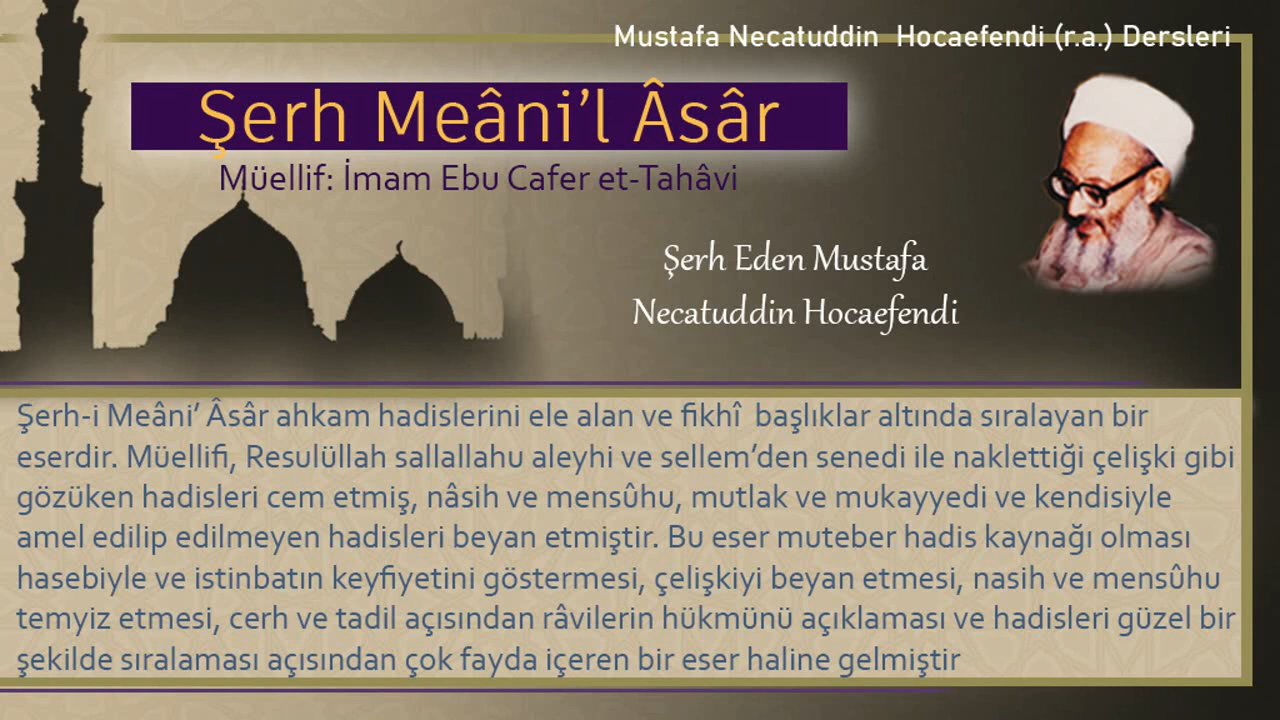 Mustafa Necatuddin Hocaefendi (r.a.) Dersleri
Şerh Meâni’l Âsâr
Müellif: İmam Ebu Cafer et-Tahâvi
Şerh Eden Mustafa
Necatuddin Hocaefendi
Şerh-i Meâni’ Âsâr ahkam hadislerini ele alan ve fikhî başlıklar altında sıralayan bir
eserdir. Müellifi, Resulüllah sallallahu aleyhi ve sellem’den senedi ile naklettiği çelişki gibi
gözüken hadisleri cem etmiş, nâsih ve mensûhu, mutlak ve mukayyedi ve kendisiyle
amel edilip edilmeyen hadisleri beyan etmiştir. Bu eser muteber hadis kaynağı olması
hasebiyle ve istinbatın keyfiyetini göstermesi, çelişkiyi beyan etmesi, nasih ve mensûhu
temyiz etmesi, cerh ve tadil açısından râvilerin hükmünü açıklaması ve hadisleri güzel bir
şekilde sıralaması açısından çok fayda içeren bir eser haline gelmiştir